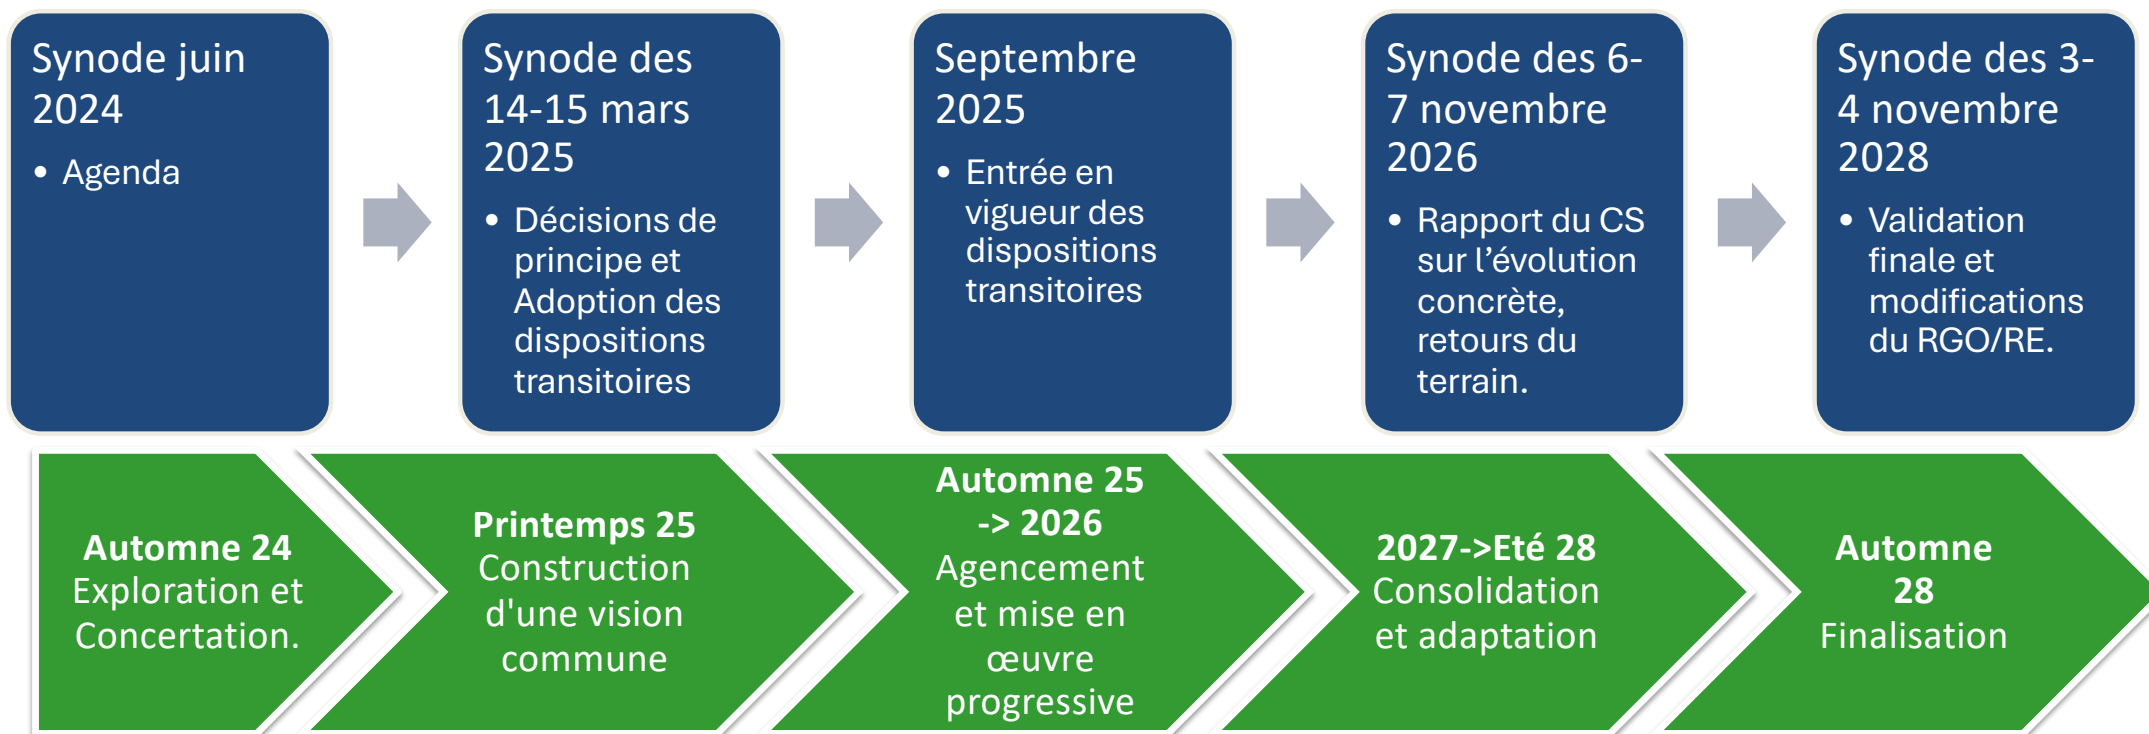 Synode juin
2024
• Agenda
Synode des
14-15 mars
2025
• Décisions de
principe et
Adoption des
dispositions
transitoires
Septembre
2025
• Entrée en
vigueur des
dispositions
transitoires
Synode des 6-
7 novembre
2026
• Rapport du CS
sur l’évolution
concrète,
retours du
terrain.
Synode des 3-
4 novembre
2028
• Validation
finale et
modifications
du RGO/RE.
Automne 24
Exploration et
Concertation.
Printemps 25
Construction
d'une vision
commune
Automne 25
-> 2026
Agencement
et mise en
œuvre
progressive
2027->Eté 28
Consolidation
et adaptation
Automne
28
Finalisation